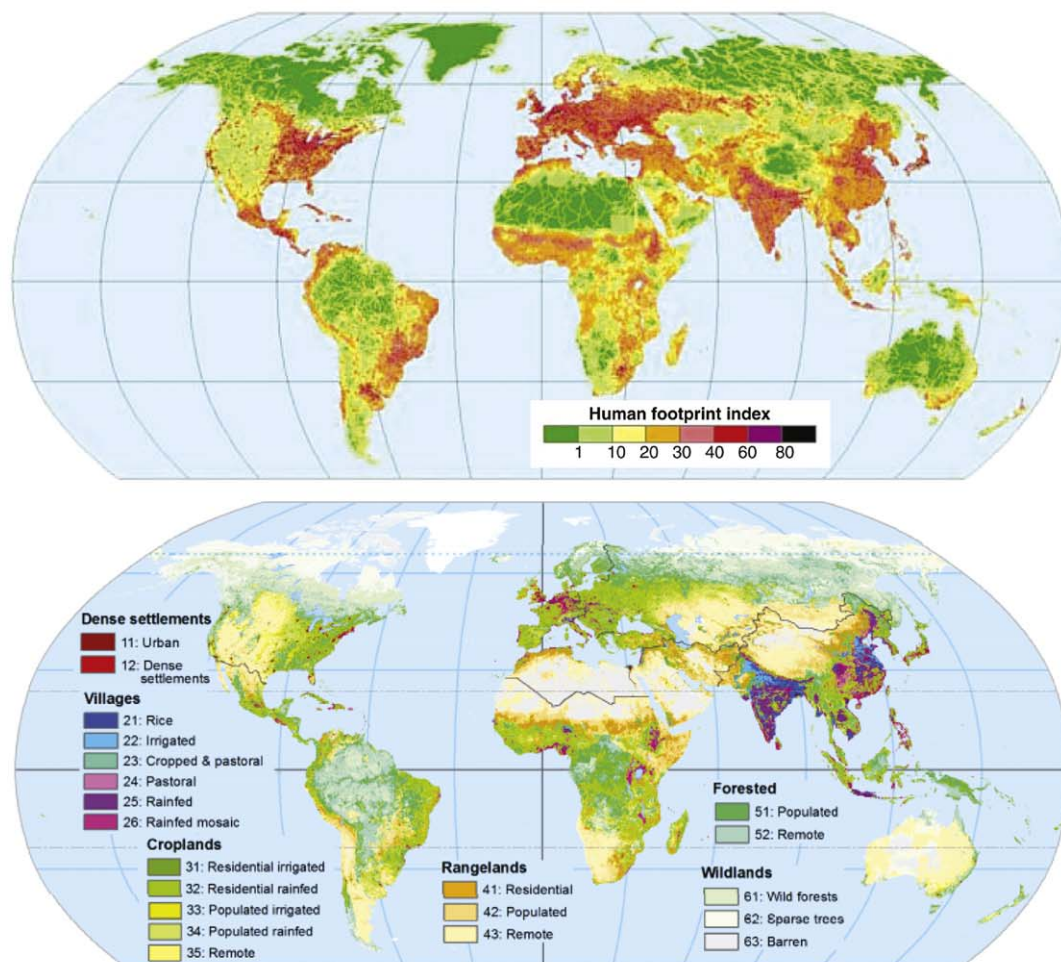 Human footprint index
1 10 20 30 40 60 80
Dense settlements
11: Urban
12: Dense
settlements
Villages
21: Rice
22: Irrigated
23: Cropped & pastoral
24: Pastoral
25: Rainfed
26: Rainfed mosaic
Croplands
31: Residential irrigated
32: Residential rainfed
33: Populated irrigated
34: Populated rainfed
35: Remote
Rangelands
41: Residential
42: Populated
43: Remote
Forested
51: Populated
52: Remote
Wildlands
61: Wild forests
62: Sparse trees
63: Barren